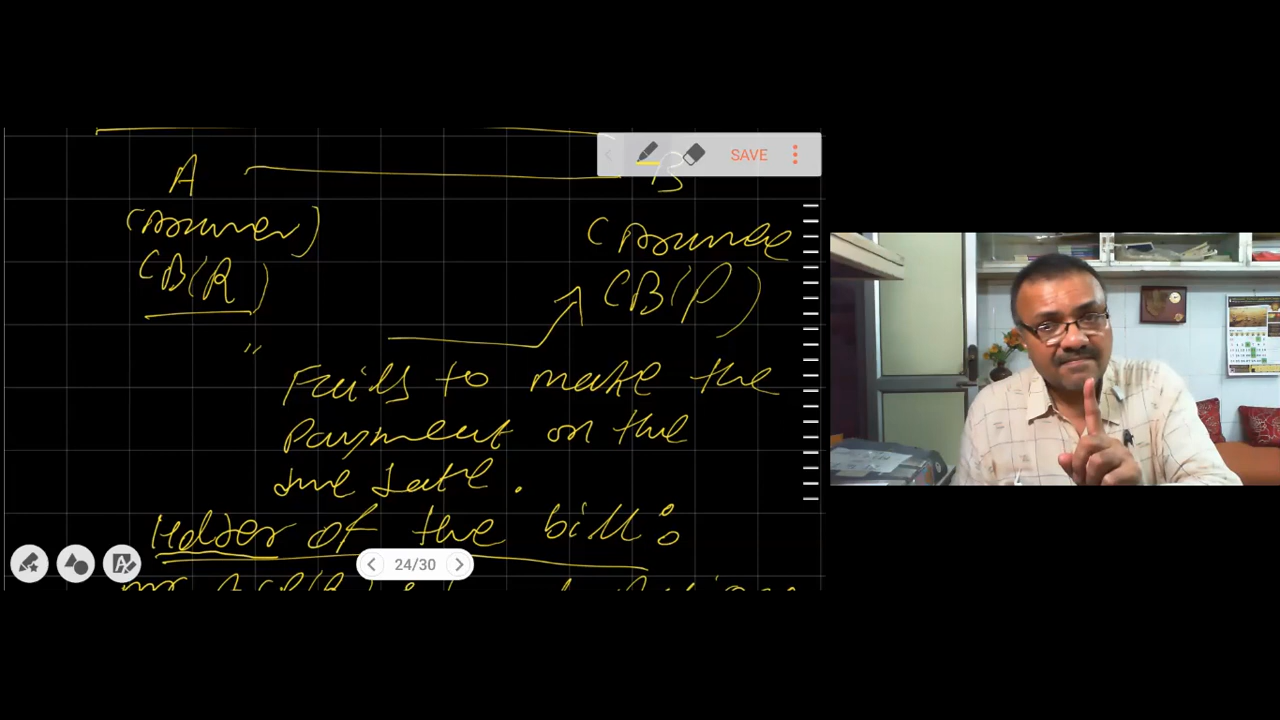 A B
SAVE
(Drawer) (Drawee
(B/R) (B/P)
"
Fails to make the
Payment on the
due date.
Holder of the bill:
24/30